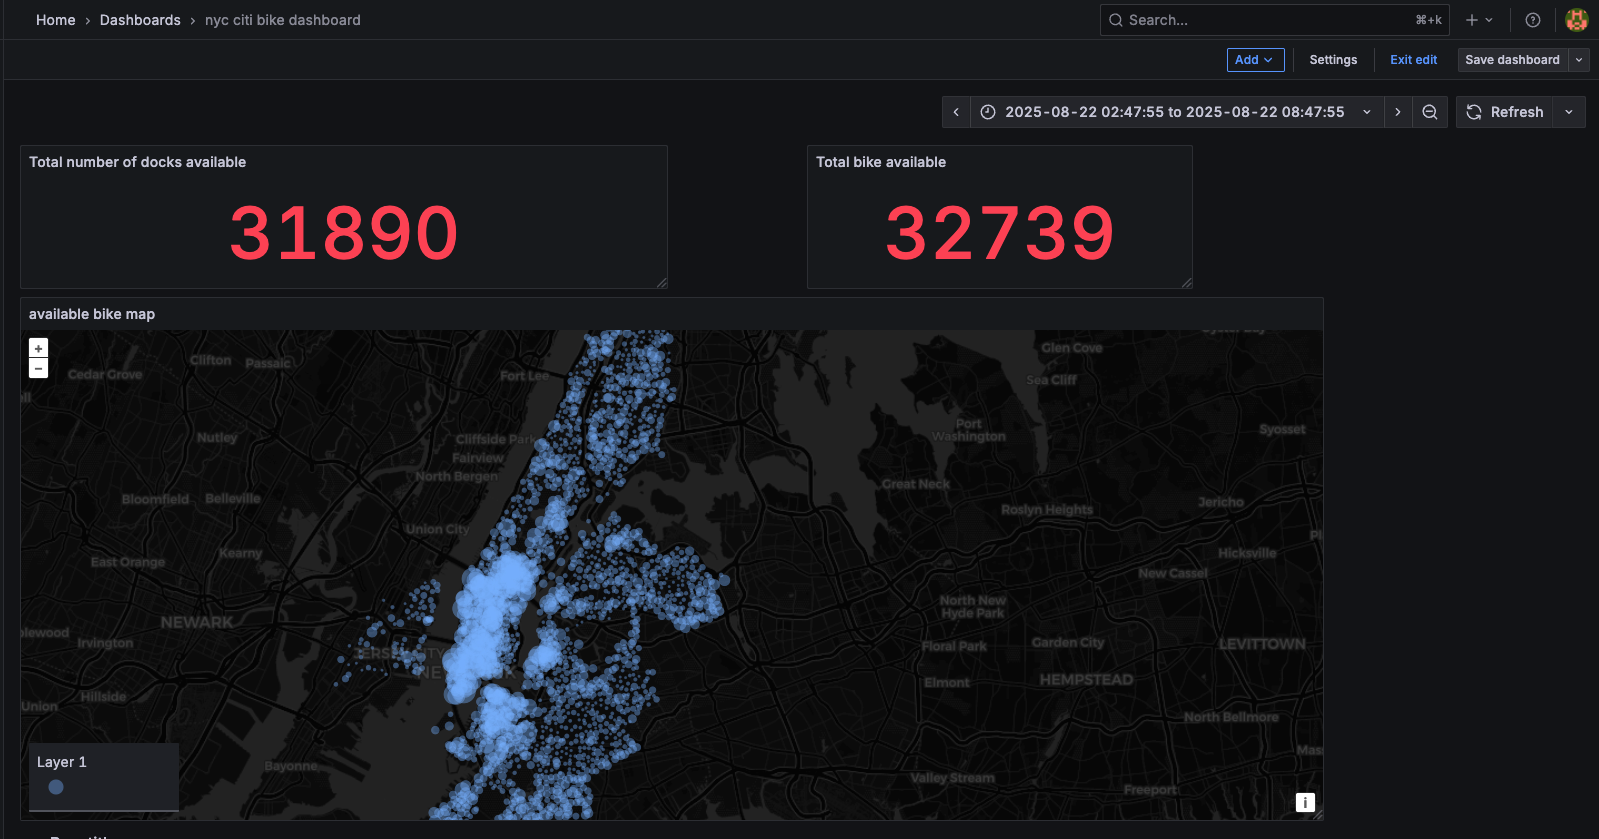 Home › Dashboards › nyc citi bike dashboard
Search... ⌘+k
Add Settings Exit edit Save dashboard
2025-08-22 02:47:55 to 2025-08-22 08:47:55 Refresh
Total number of docks available
31890
Total bike available
32739
available bike map
+
−
Glen Cove
Clifton
Passaic
Cedar Grove
Fort Lee
Sea Cliff
Port
Washington
Syosset
Nutley
Cliffside Park
Fairview
North Bergen
Great Neck
Bloomfield
Belleville
Jericho
Roslyn Heights
Union City
Kearny
Hicksville
East Orange
New Cassel
North New
Hyde Park
NEWARK
Irvington
Floral Park
Garden City
LEVITTOWN
Elmont
HEMPSTEAD
Hillside
Union
North Bellmore
Bayonne
Valley Stream
Freeport
Layer 1
i